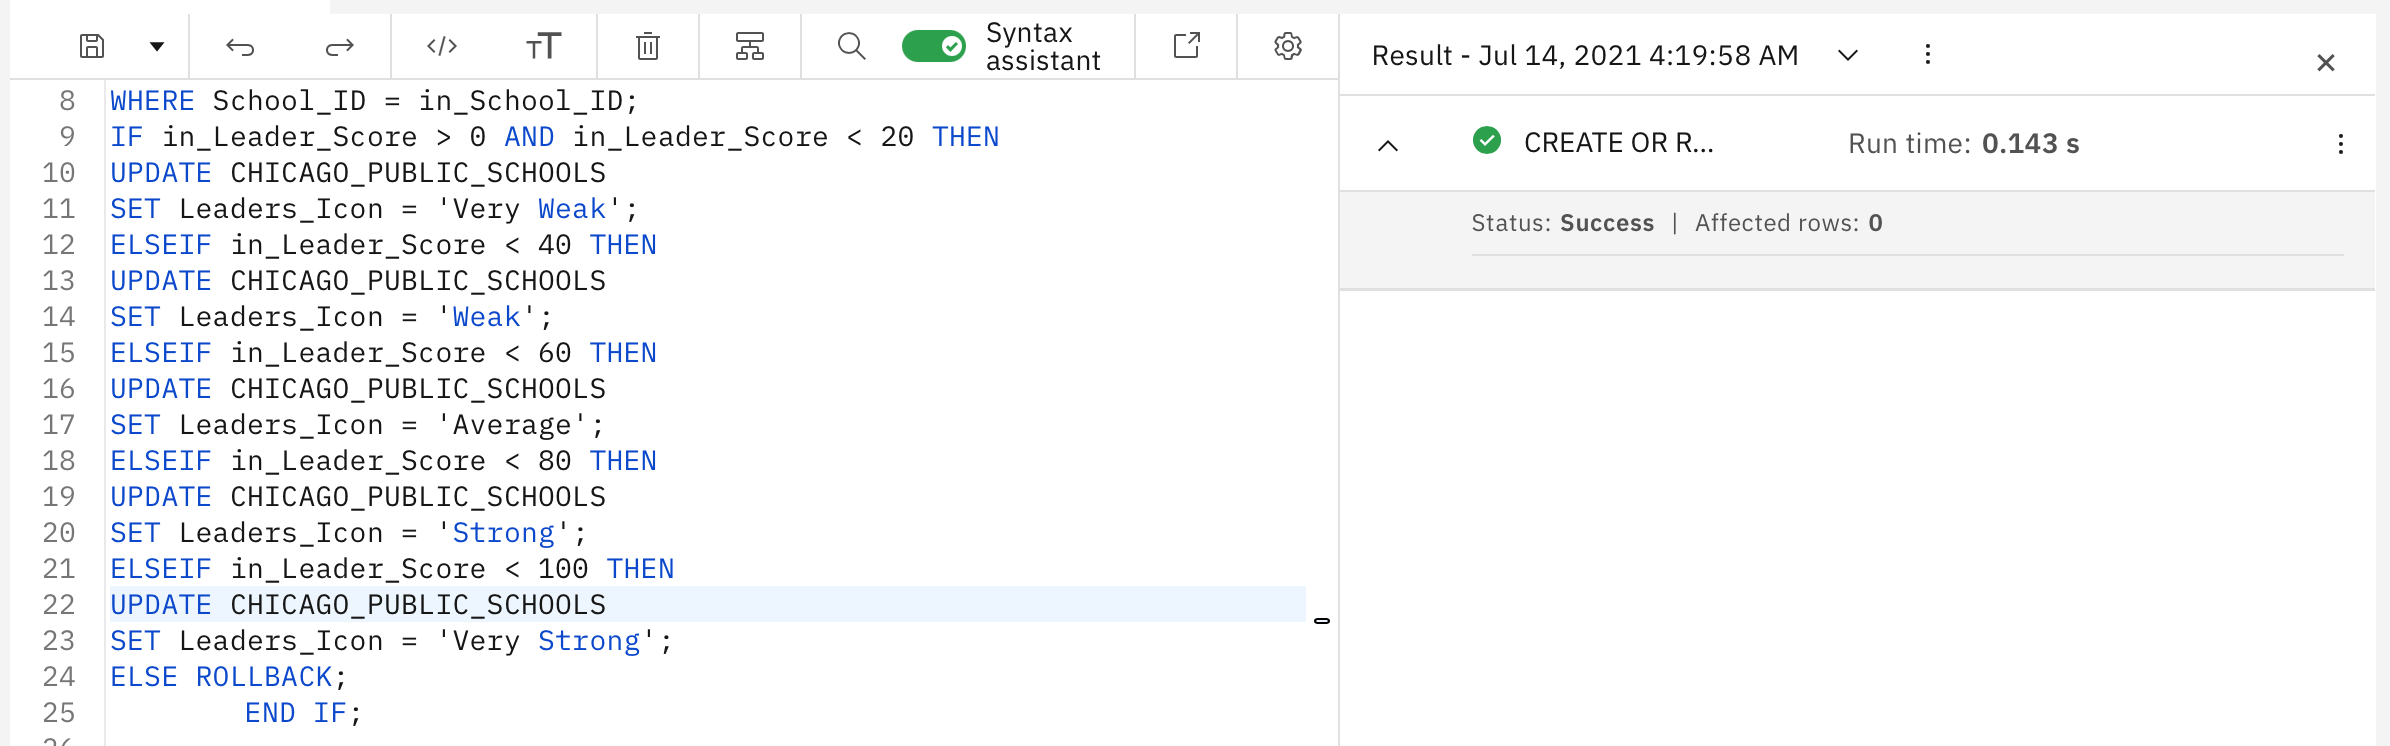 Syntax
assistant
8 WHERE School_ID = in_School_ID;
9 IF in_Leader_Score > 0 AND in_Leader_Score < 20 THEN
10 UPDATE CHICAGO_PUBLIC_SCHOOLS
11 SET Leaders_Icon = 'Very Weak';
12 ELSEIF in_Leader_Score < 40 THEN
13 UPDATE CHICAGO_PUBLIC_SCHOOLS
14 SET Leaders_Icon = 'Weak';
15 ELSEIF in_Leader_Score < 60 THEN
16 UPDATE CHICAGO_PUBLIC_SCHOOLS
17 SET Leaders_Icon = 'Average';
18 ELSEIF in_Leader_Score < 80 THEN
19 UPDATE CHICAGO_PUBLIC_SCHOOLS
20 SET Leaders_Icon = 'Strong';
21 ELSEIF in_Leader_Score < 100 THEN
22 UPDATE CHICAGO_PUBLIC_SCHOOLS
23 SET Leaders_Icon = 'Very Strong';
24 ELSE ROLLBACK;
25 END IF;
Result - Jul 14, 2021 4:19:58 AM
CREATE OR R... Run time: 0.143 s
Status: Success | Affected rows: 0